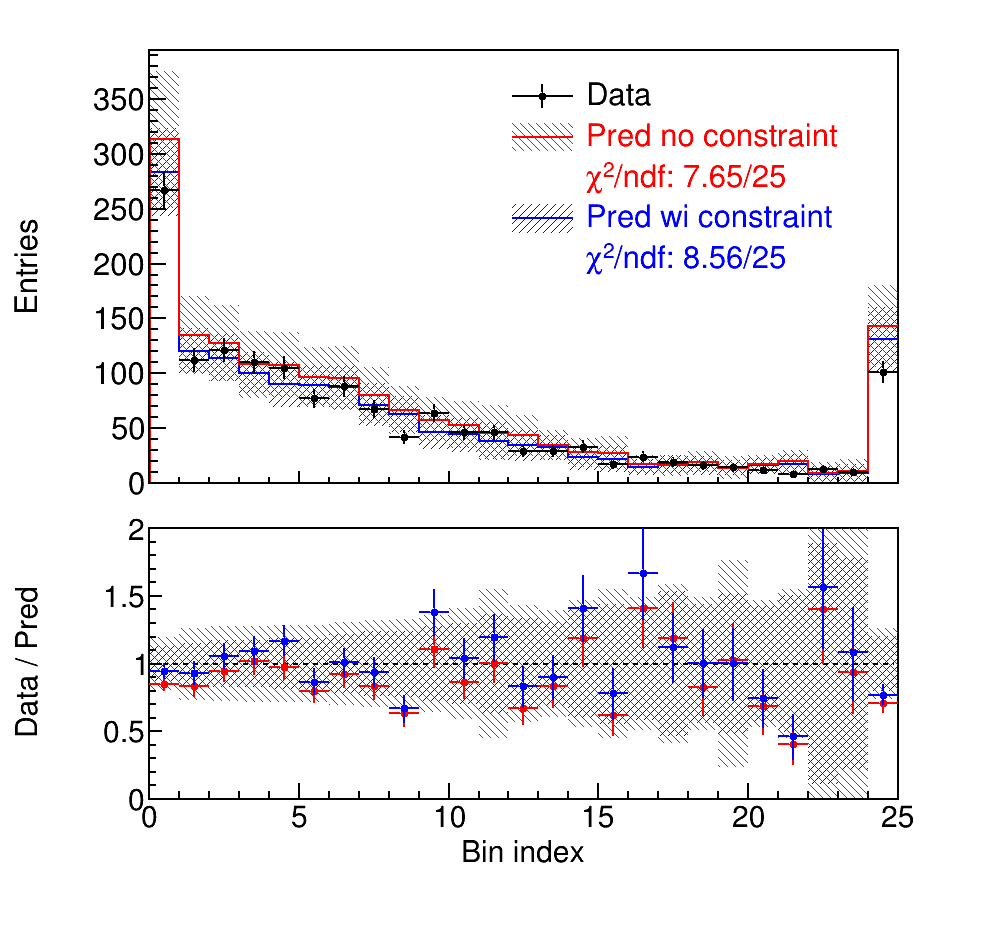 Entries
350
300
250
200
150
100
50
0
Data
Pred no constraint
χ²/ndf: 7.65/25
Pred wi constraint
χ²/ndf: 8.56/25
Data / Pred
2
1.5
1
0.5
0
0 5 10 15 20 25
Bin index